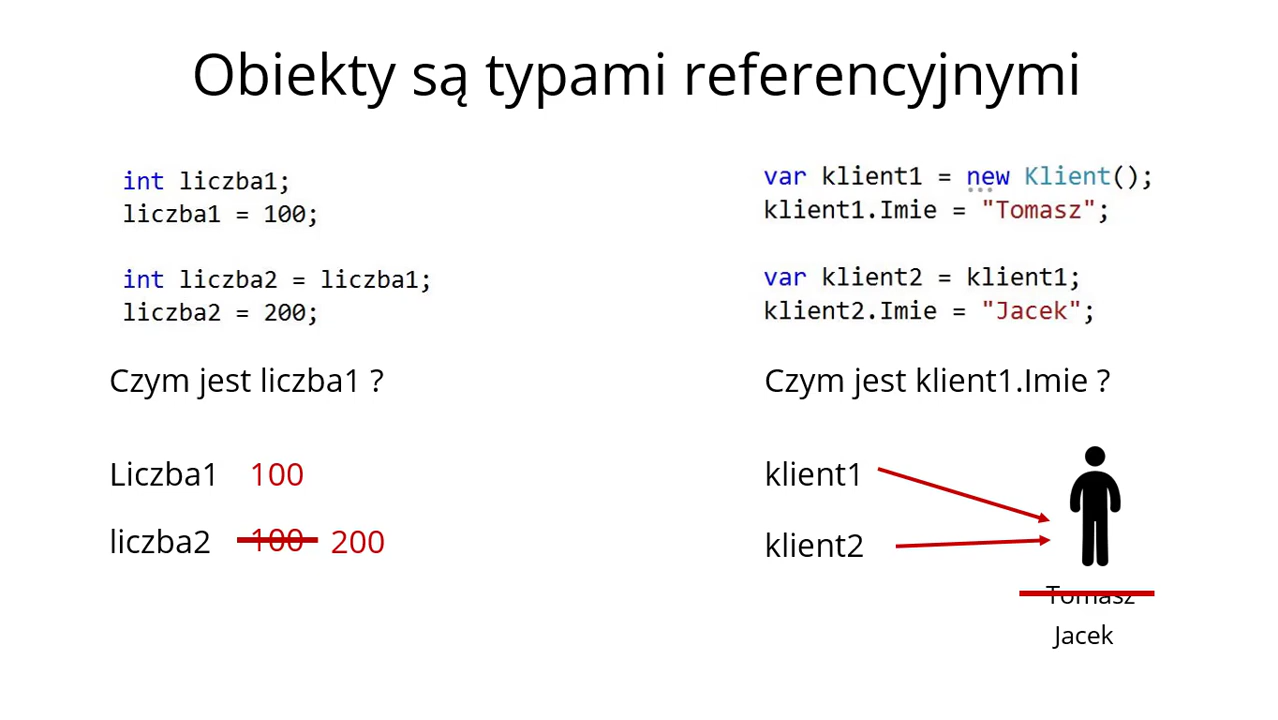 Obiekty są typami referencyjnymi
int liczba1;
liczba1 = 100;
int liczba2 = liczba1;
liczba2 = 200;
Czym jest liczba1 ?
Liczba1 100
liczba2 100 200
var klient1 = new Klient();
klient1.Imie = "Tomasz";
var klient2 = klient1;
klient2.Imie = "Jacek";
Czym jest klient1.Imie ?
klient1
klient2
Tomasz
Jacek